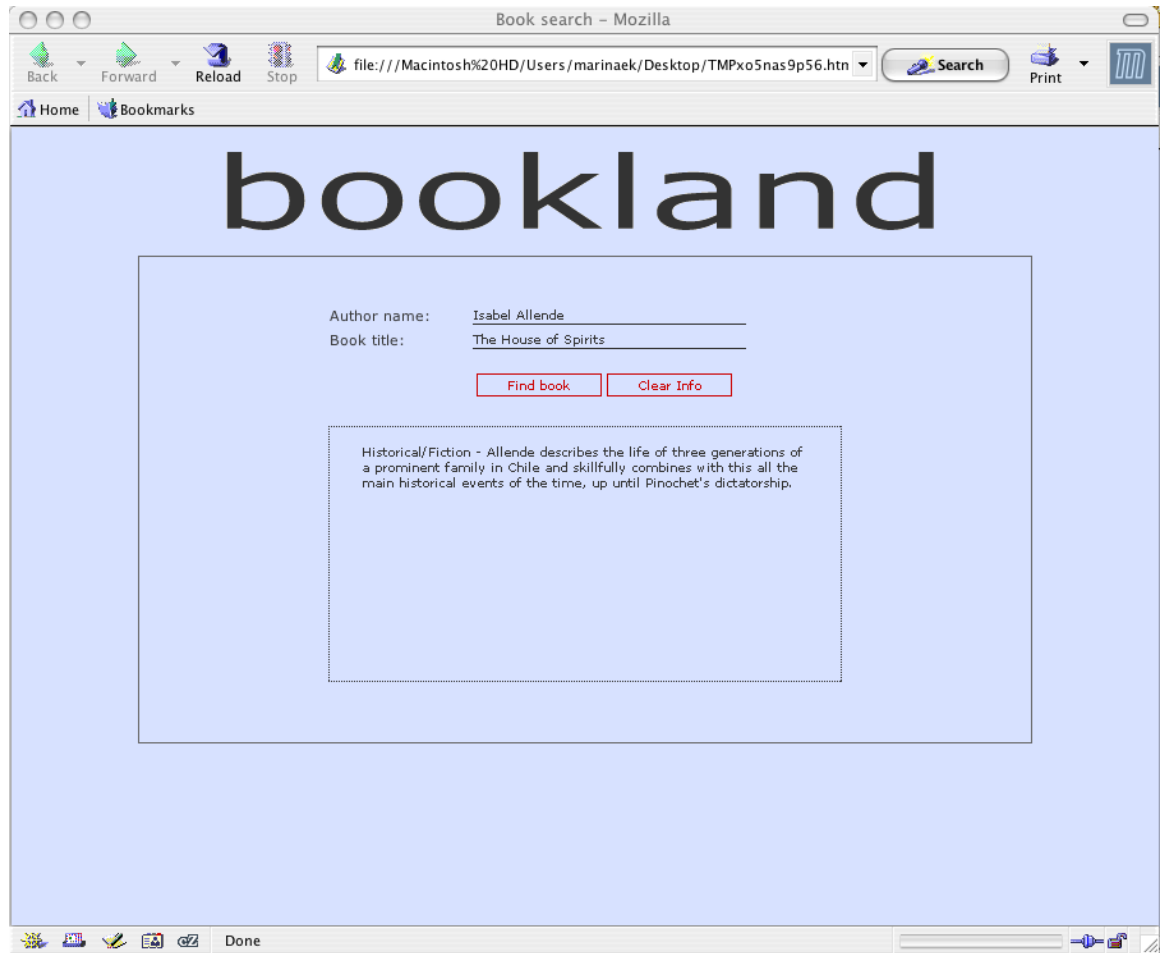 Book search – Mozilla
Back Forward Reload Stop file:///Macintosh%20HD/Users/marinaek/Desktop/TMPxo5nas9p56.htn Search Print
Home Bookmarks
bookland
Author name: Isabel Allende
Book title: The House of Spirits
Find book Clear Info
Historical/Fiction - Allende describes the life of three generations of
a prominent family in Chile and skillfully combines with this all the
main historical events of the time, up until Pinochet's dictatorship.
Done